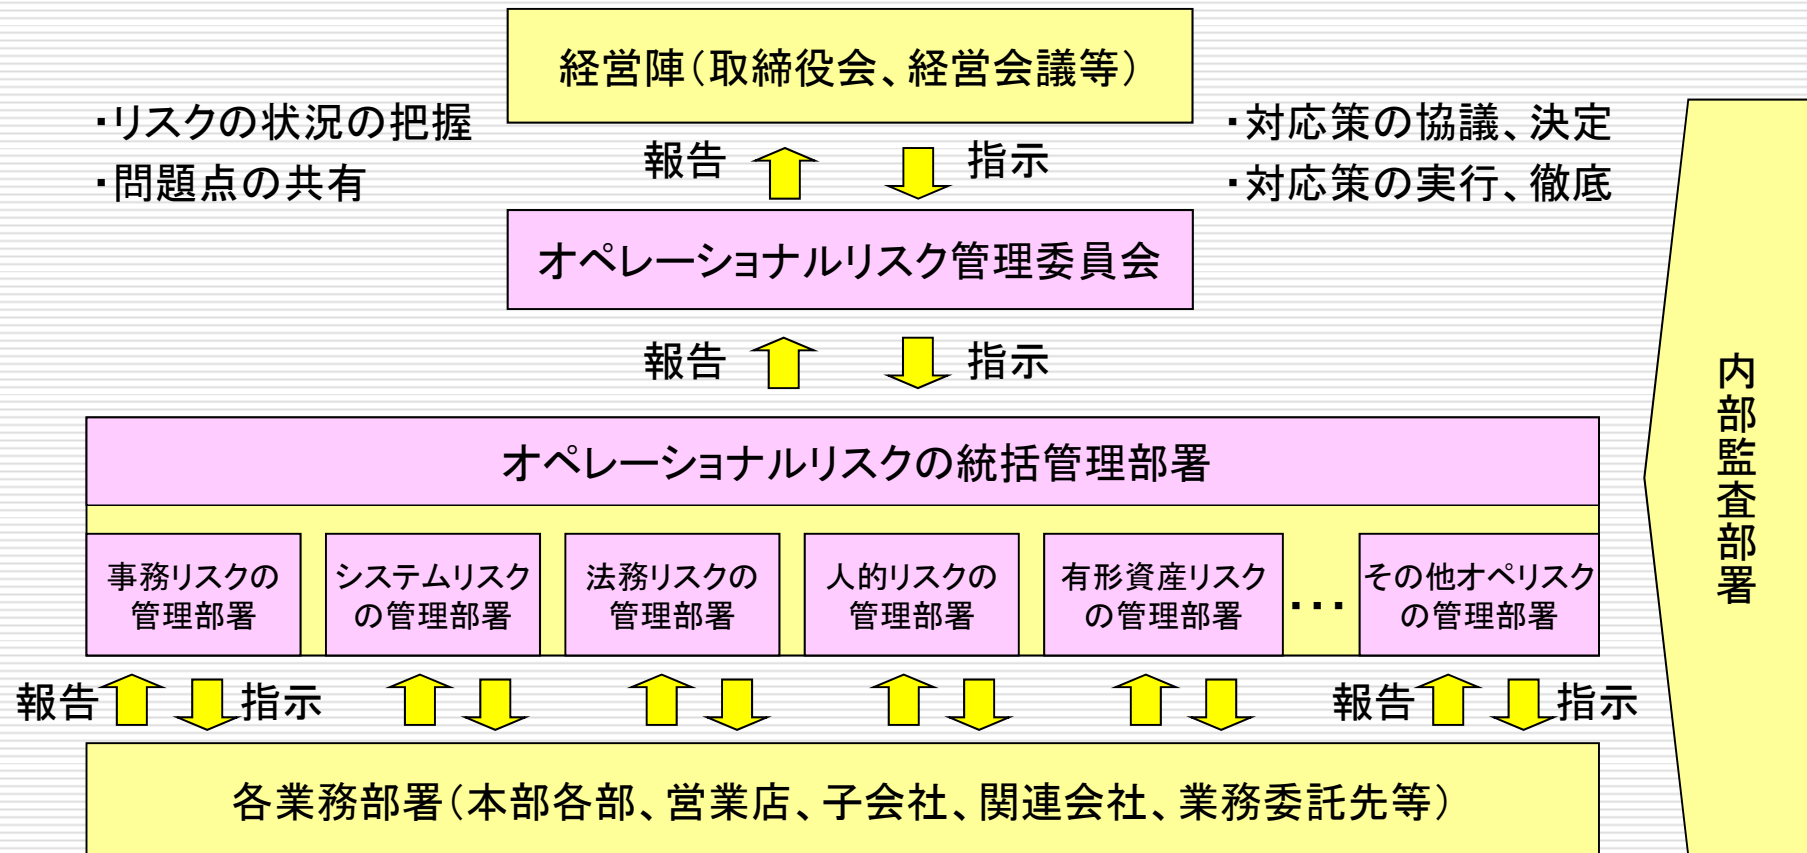 経営陣（取締役会、経営会議等）
・リスクの状況の把握
・問題点の共有
・対応策の協議、決定
・対応策の実行、徹底
報告
指示
オペレーショナルリスク管理委員会
報告
指示
オペレーショナルリスクの統括管理部署
事務リスクの
管理部署
システムリスク
の管理部署
法務リスクの
管理部署
人的リスクの
管理部署
有形資産リスク
の管理部署
・・・
その他オペリスク
の管理部署
報告
指示
報告
指示
各業務部署（本部各部、営業店、子会社、関連会社、業務委託先等）
内部監査部署